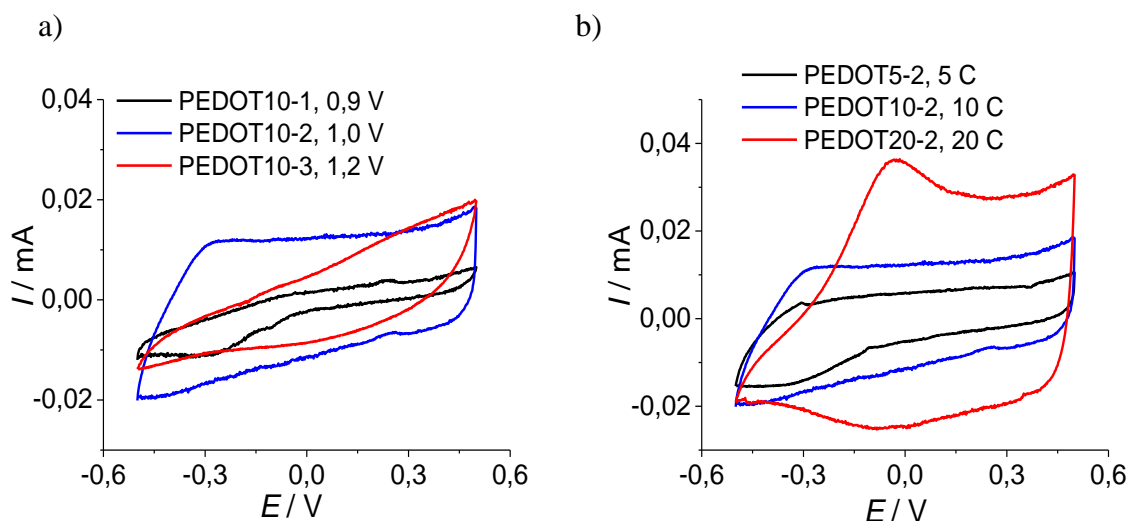 a)
PEDOT10-1, 0,9 V
PEDOT10-2, 1,0 V
PEDOT10-3, 1,2 V
0,04
0,02
0,00
-0,02
I / mA
-0,6 -0,3 0,0 0,3 0,6
E / V
b)
PEDOT5-2, 5 C
PEDOT10-2, 10 C
PEDOT20-2, 20 C
0,04
0,02
0,00
-0,02
I / mA
-0,6 -0,3 0,0 0,3 0,6
E / V